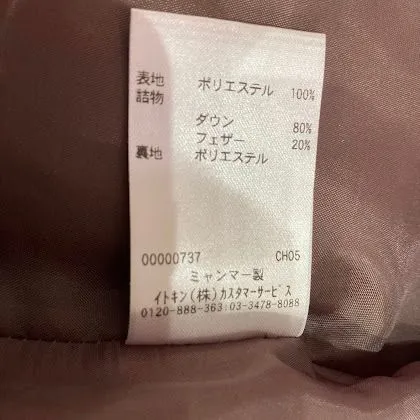 表地 ポリエステル 100%
詰物
ダウン 80%
フェザー 20%
裏地 ポリエステル
00000737 CH05
ミャンマー製
イトキン(株)カスタマーサービス
0120-888-363.03-3478-8088